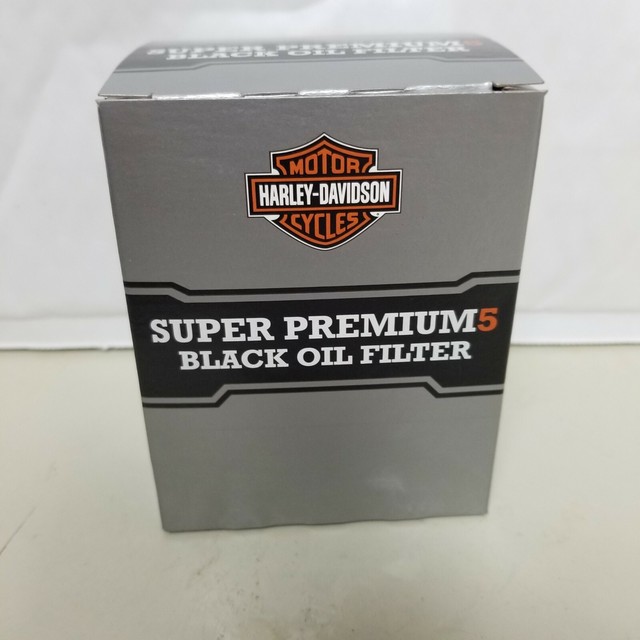 SUPER PREMIUM5
BLACK OIL FILTER
MOTOR
HARLEY-DAVIDSON
CYCLES
SUPER PREMIUM5
BLACK OIL FILTER